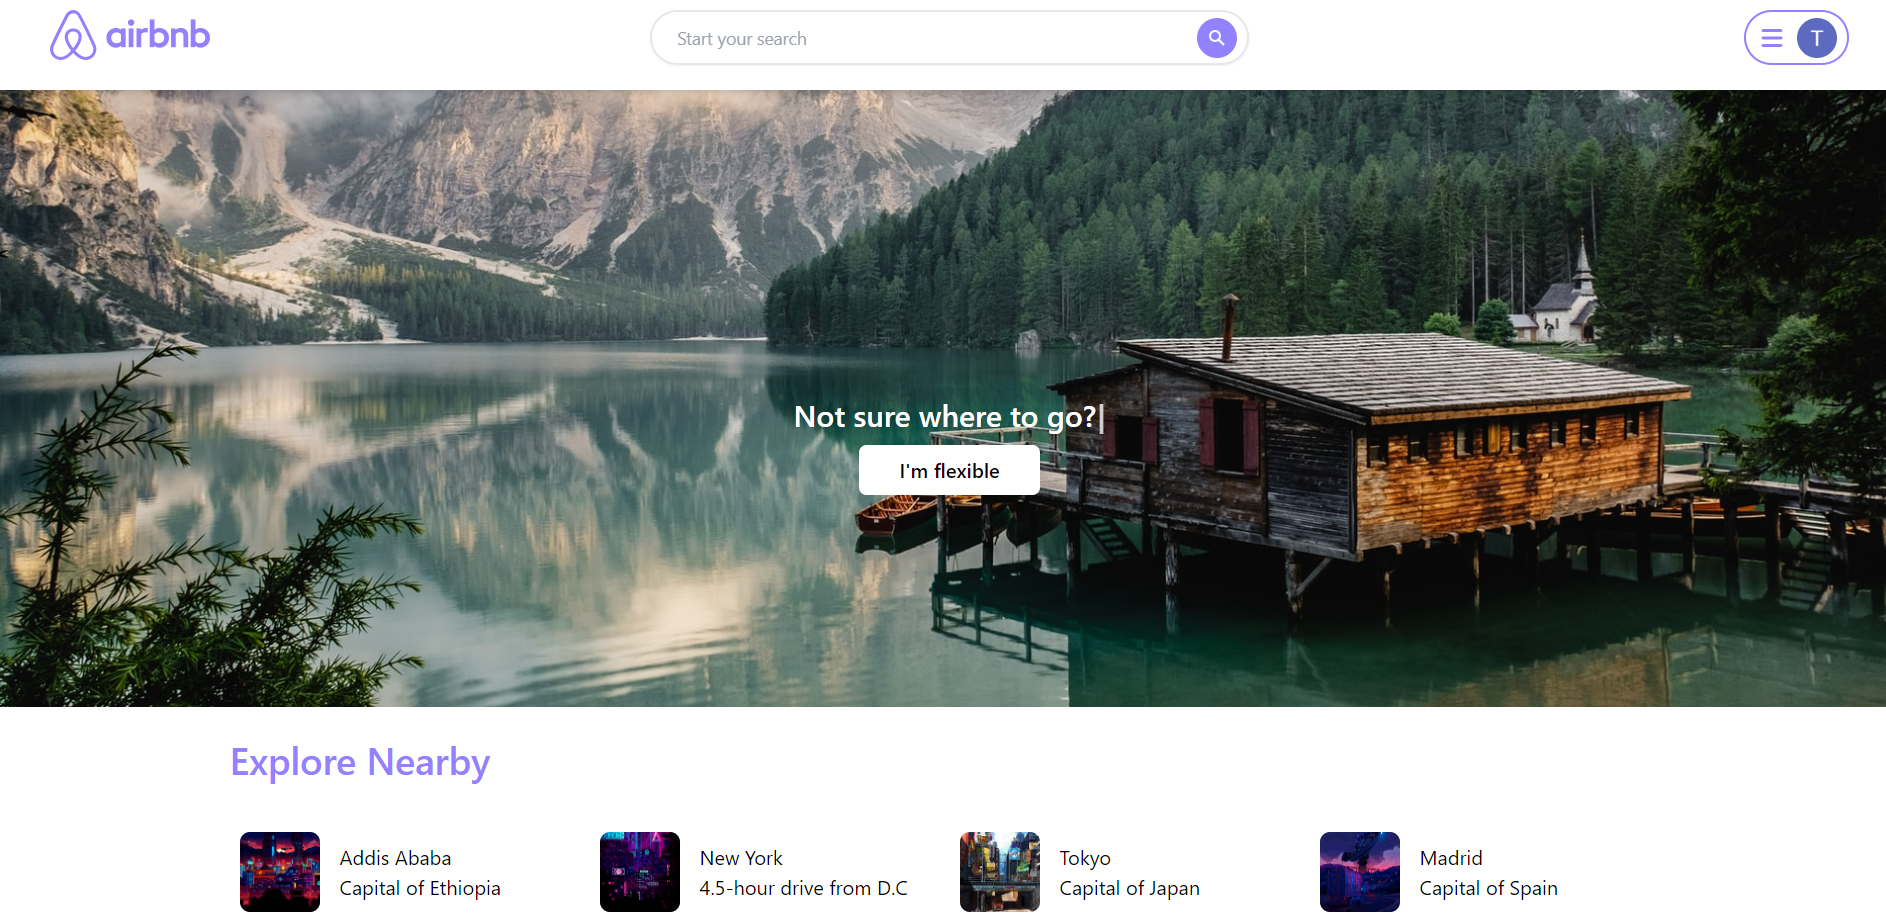 airbnb
Start your search
T
Not sure where to go?|
I'm flexible
Explore Nearby
Addis Ababa
Capital of Ethiopia
New York
4.5-hour drive from D.C
Tokyo
Capital of Japan
Madrid
Capital of Spain